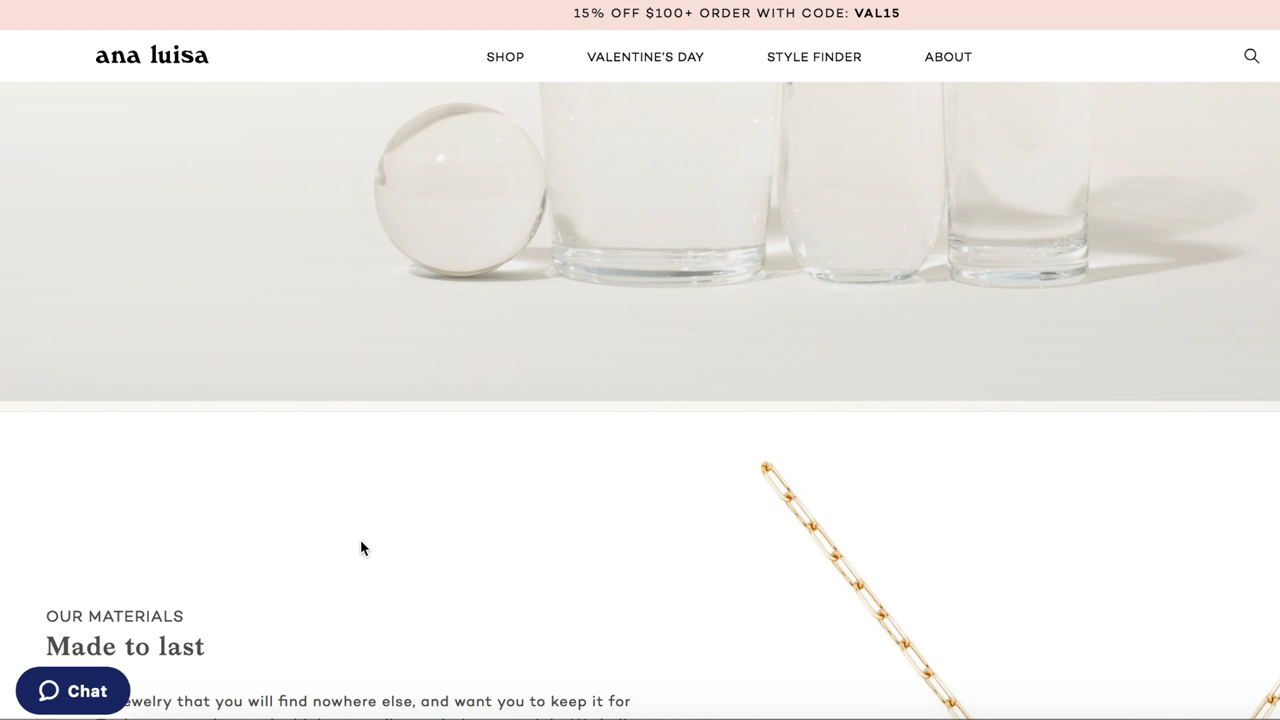 15% OFF $100+ ORDER WITH CODE: VAL15
ana luisa
SHOP
VALENTINE'S DAY
STYLE FINDER
ABOUT
OUR MATERIALS
Made to last
Chat
that you will find nowhere else, and want you to keep it for